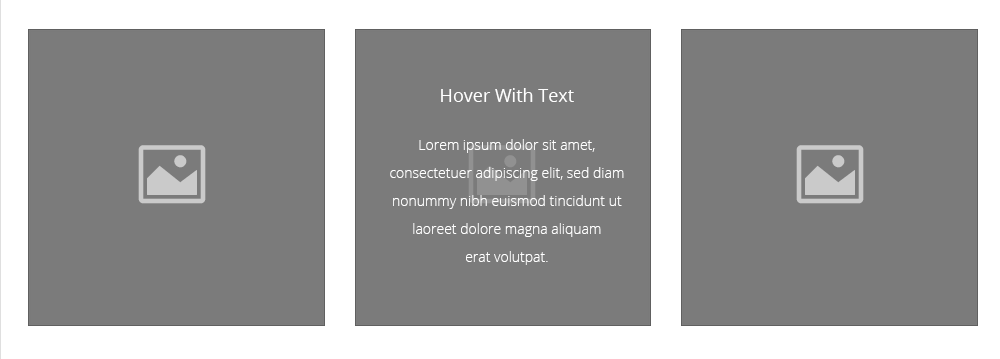 Hover With Text
Lorem ipsum dolor sit amet,
consectetuer adipiscing elit, sed diam
nonummy nibh euismod tincidunt ut
laoreet dolore magna aliquam
erat volutpat.